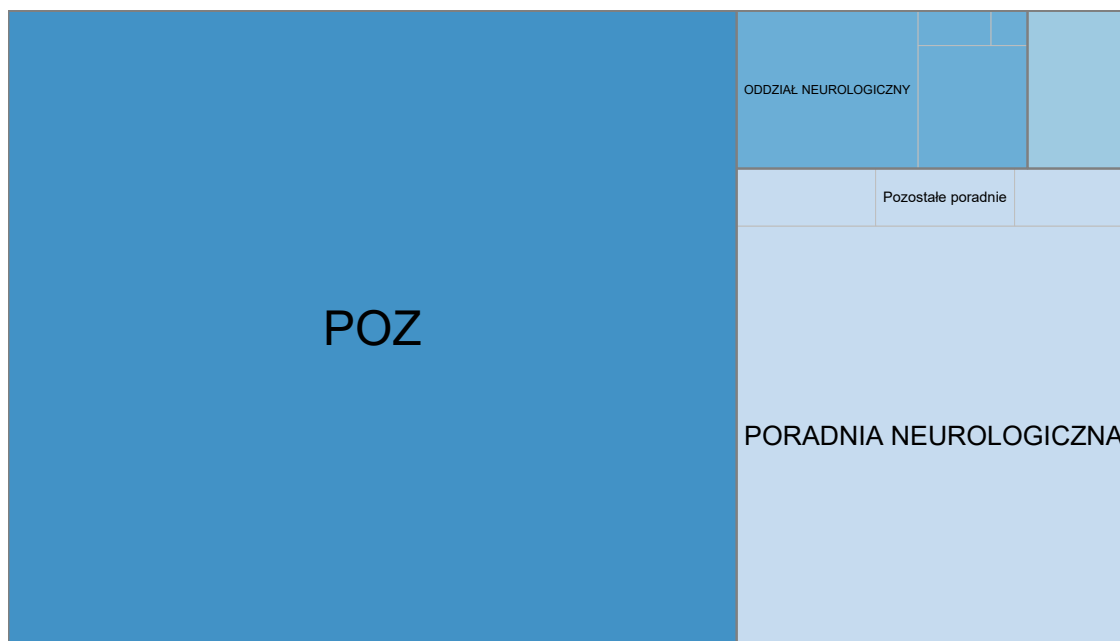 ODDZIAŁ NEUROLOGICZNY
Pozostałe poradnie
POZ
PORADNIA NEUROLOGICZNA